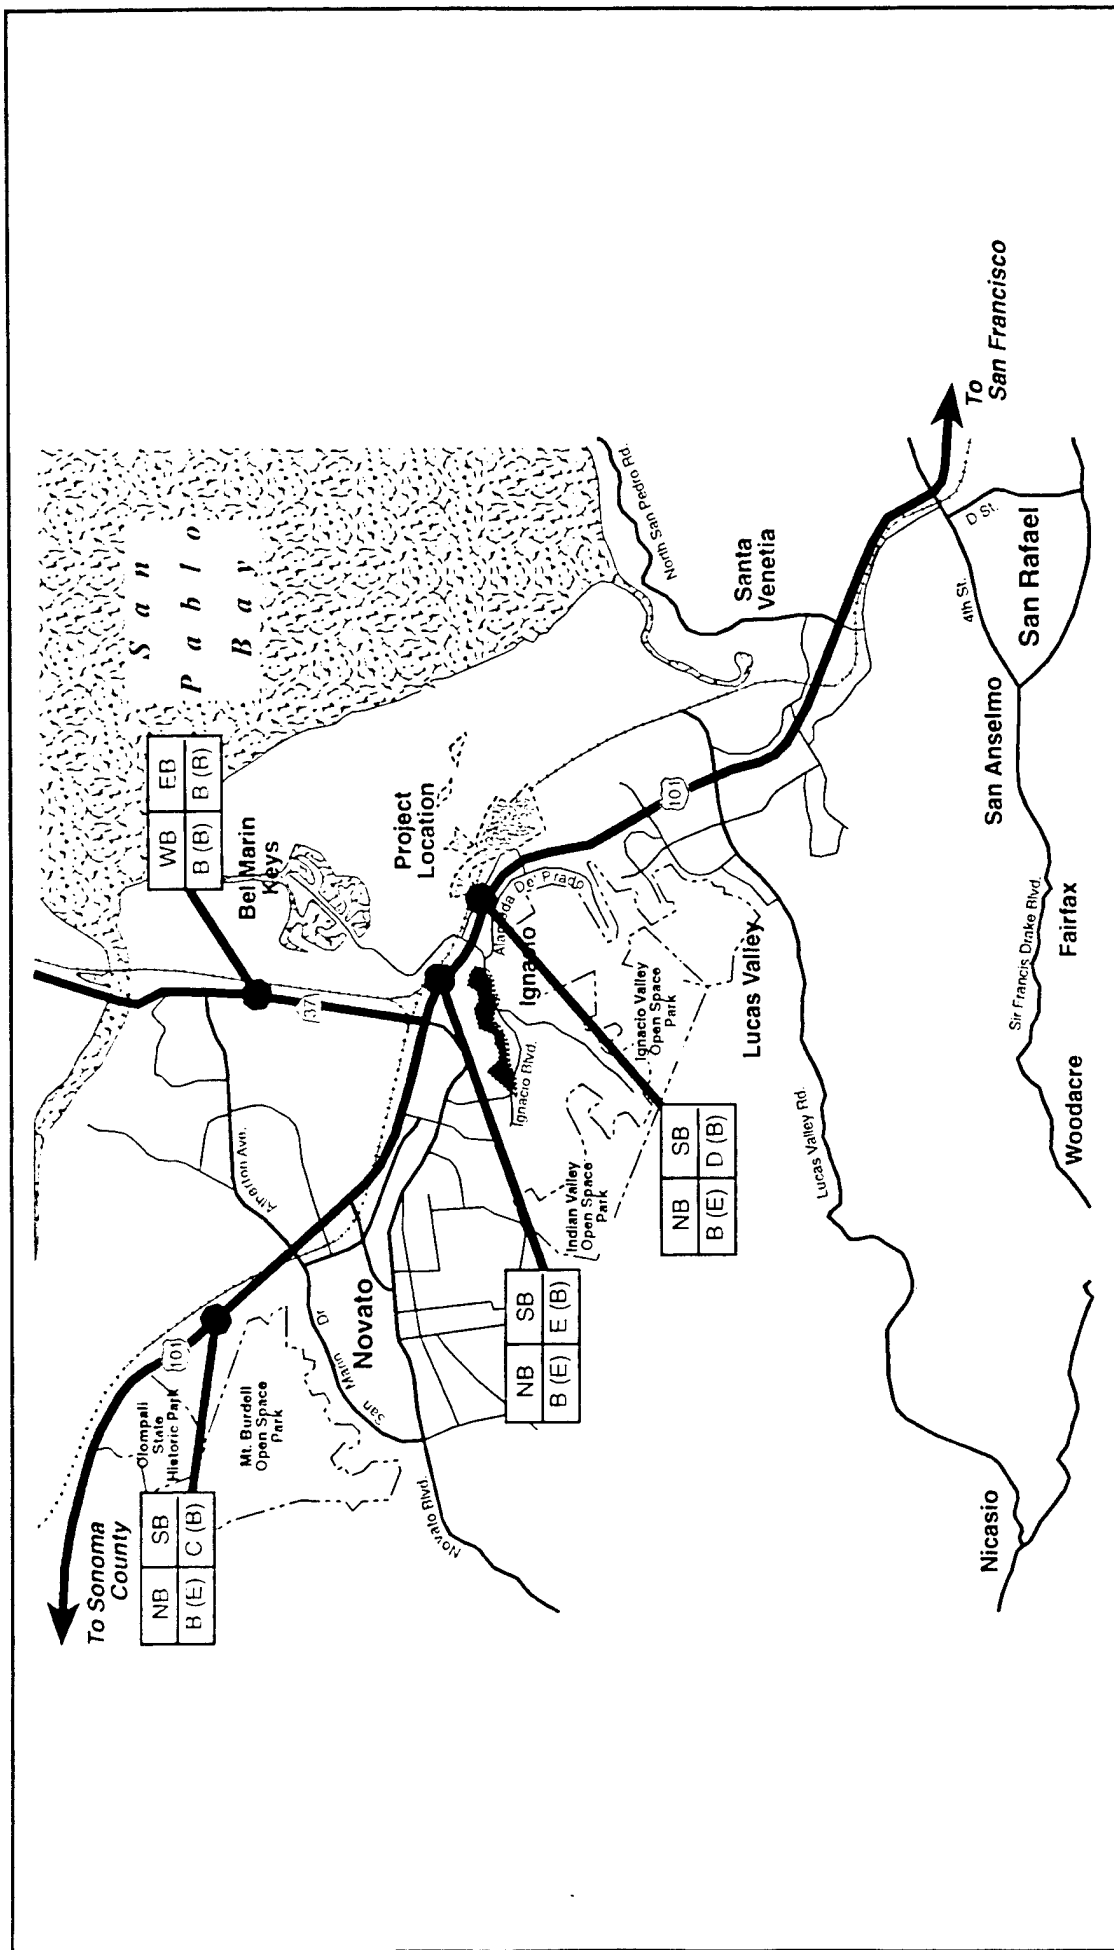 San
Pablo
Bay
To Sonoma
County
NB SB
B (E) C (B)
Olompali
State
Historic Park
101
Mt. Burdell
Open Space
Park
Atherton Ave.
San Marin Dr
Novato
Novato Blvd.
WB EB
B (B) B (B)
37
Bel Marin
Keys
Project
Location
NB SB
B (E) E (B)
Ignacio Blvd.
Ignacio
Alameda De' Prado
Indian Valley
Open Space
Park
Ignacio Valley
Open Space
Park
NB SB
B (E) D (B)
101
Lucas Valley
Lucas Valley Rd.
North San Pedro Rd.
Santa
Venetia
To
San Francisco
4th St.
D St.
San Rafael
San Anselmo
Sir Francis Drake Blvd.
Fairfax
Woodacre
Nicasio